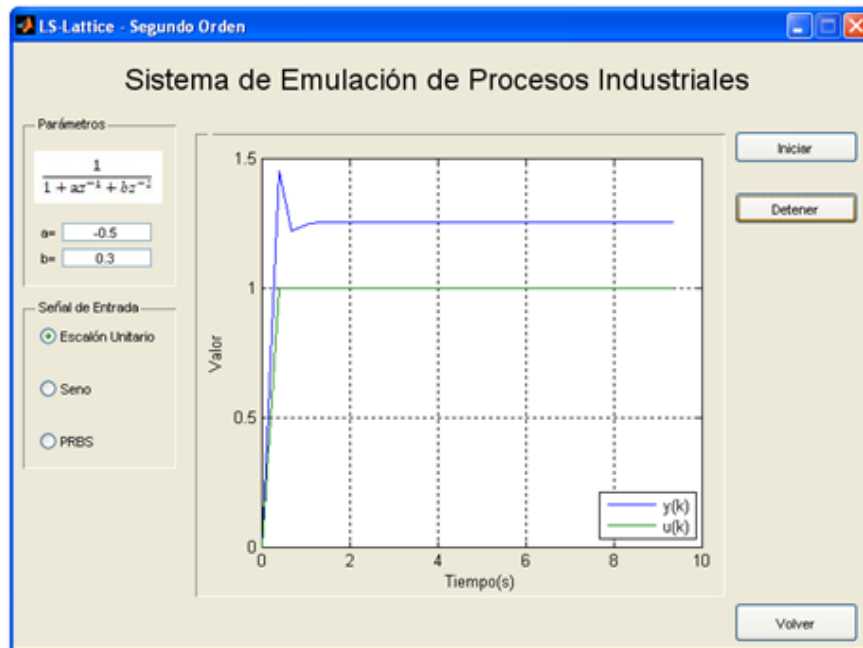 LS-Lattice - Segundo Orden
Sistema de Emulación de Procesos Industriales
Parámetros
1
1 + az⁻¹ + bz⁻²
a= -0.5
b= 0.3
Señal de Entrada
Escalón Unitario
Seno
PRBS
1.5
1
0.5
0
Valor
0 2 4 6 8 10
Tiempo(s)
y(k)
u(k)
Iniciar
Detener
Volver